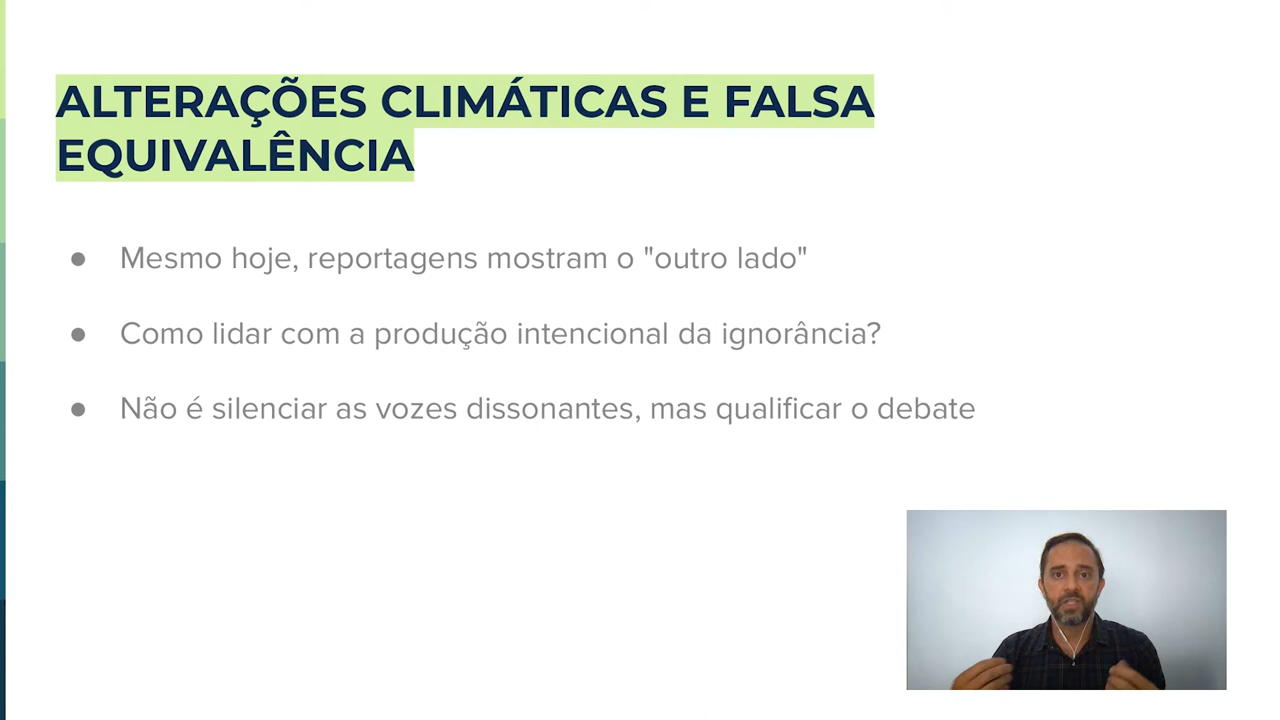 ALTERAÇÕES CLIMÁTICAS E FALSA
EQUIVALÊNCIA
● Mesmo hoje, reportagens mostram o "outro lado"
● Como lidar com a produção intencional da ignorância?
● Não é silenciar as vozes dissonantes, mas qualificar o debate